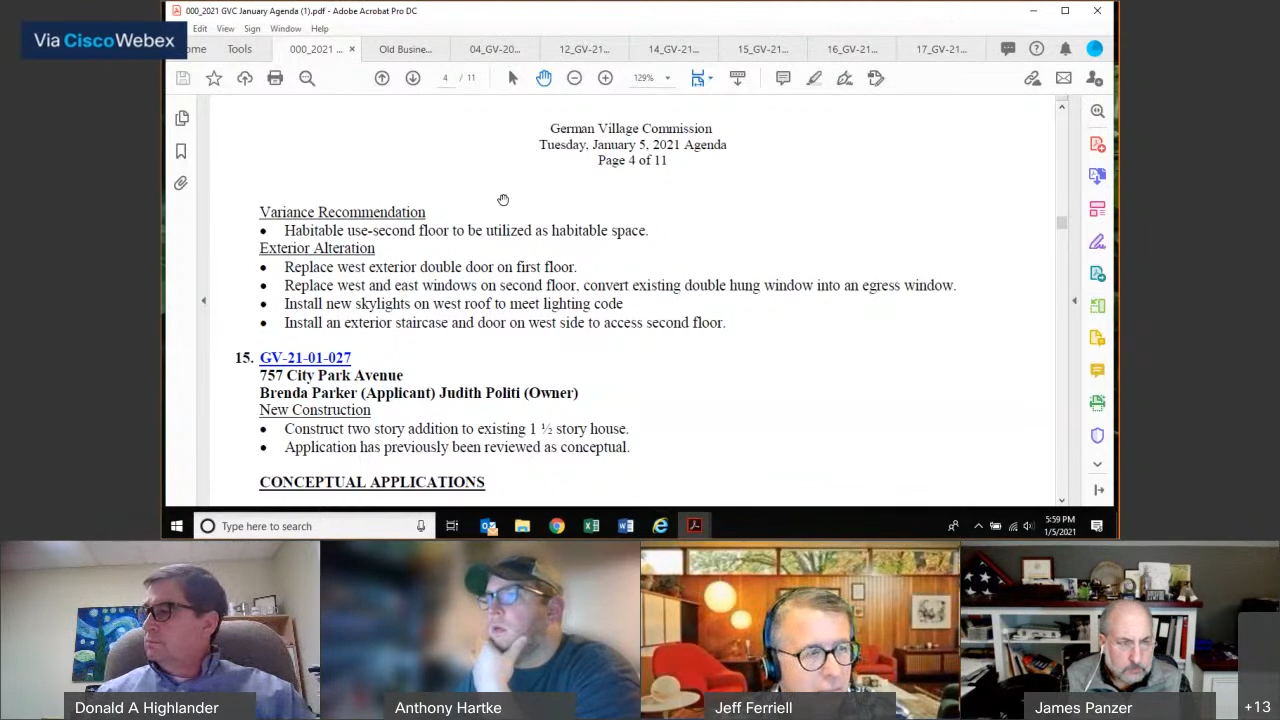 000_2021 GVC January Agenda (1).pdf - Adobe Acrobat Pro DC
Via CiscoWebex
Edit View Sign Window Help
ome Tools 000_2021 ... × Old Busine... 04_GV-20... 12_GV-21... 14_GV-21... 15_GV-21... 16_GV-21... 17_GV-21...
4 / 11 129%
German Village Commission
Tuesday, January 5, 2021 Agenda
Page 4 of 11
Variance Recommendation
• Habitable use-second floor to be utilized as habitable space.
Exterior Alteration
• Replace west exterior double door on first floor.
• Replace west and east windows on second floor, convert existing double hung window into an egress window.
• Install new skylights on west roof to meet lighting code
• Install an exterior staircase and door on west side to access second floor.
15. GV-21-01-027
757 City Park Avenue
Brenda Parker (Applicant) Judith Politi (Owner)
New Construction
• Construct two story addition to existing 1 ½ story house.
• Application has previously been reviewed as conceptual.
CONCEPTUAL APPLICATIONS
Type here to search
5:59 PM
1/5/2021
Donald A Highlander
Anthony Hartke
Jeff Ferriell
James Panzer
+13